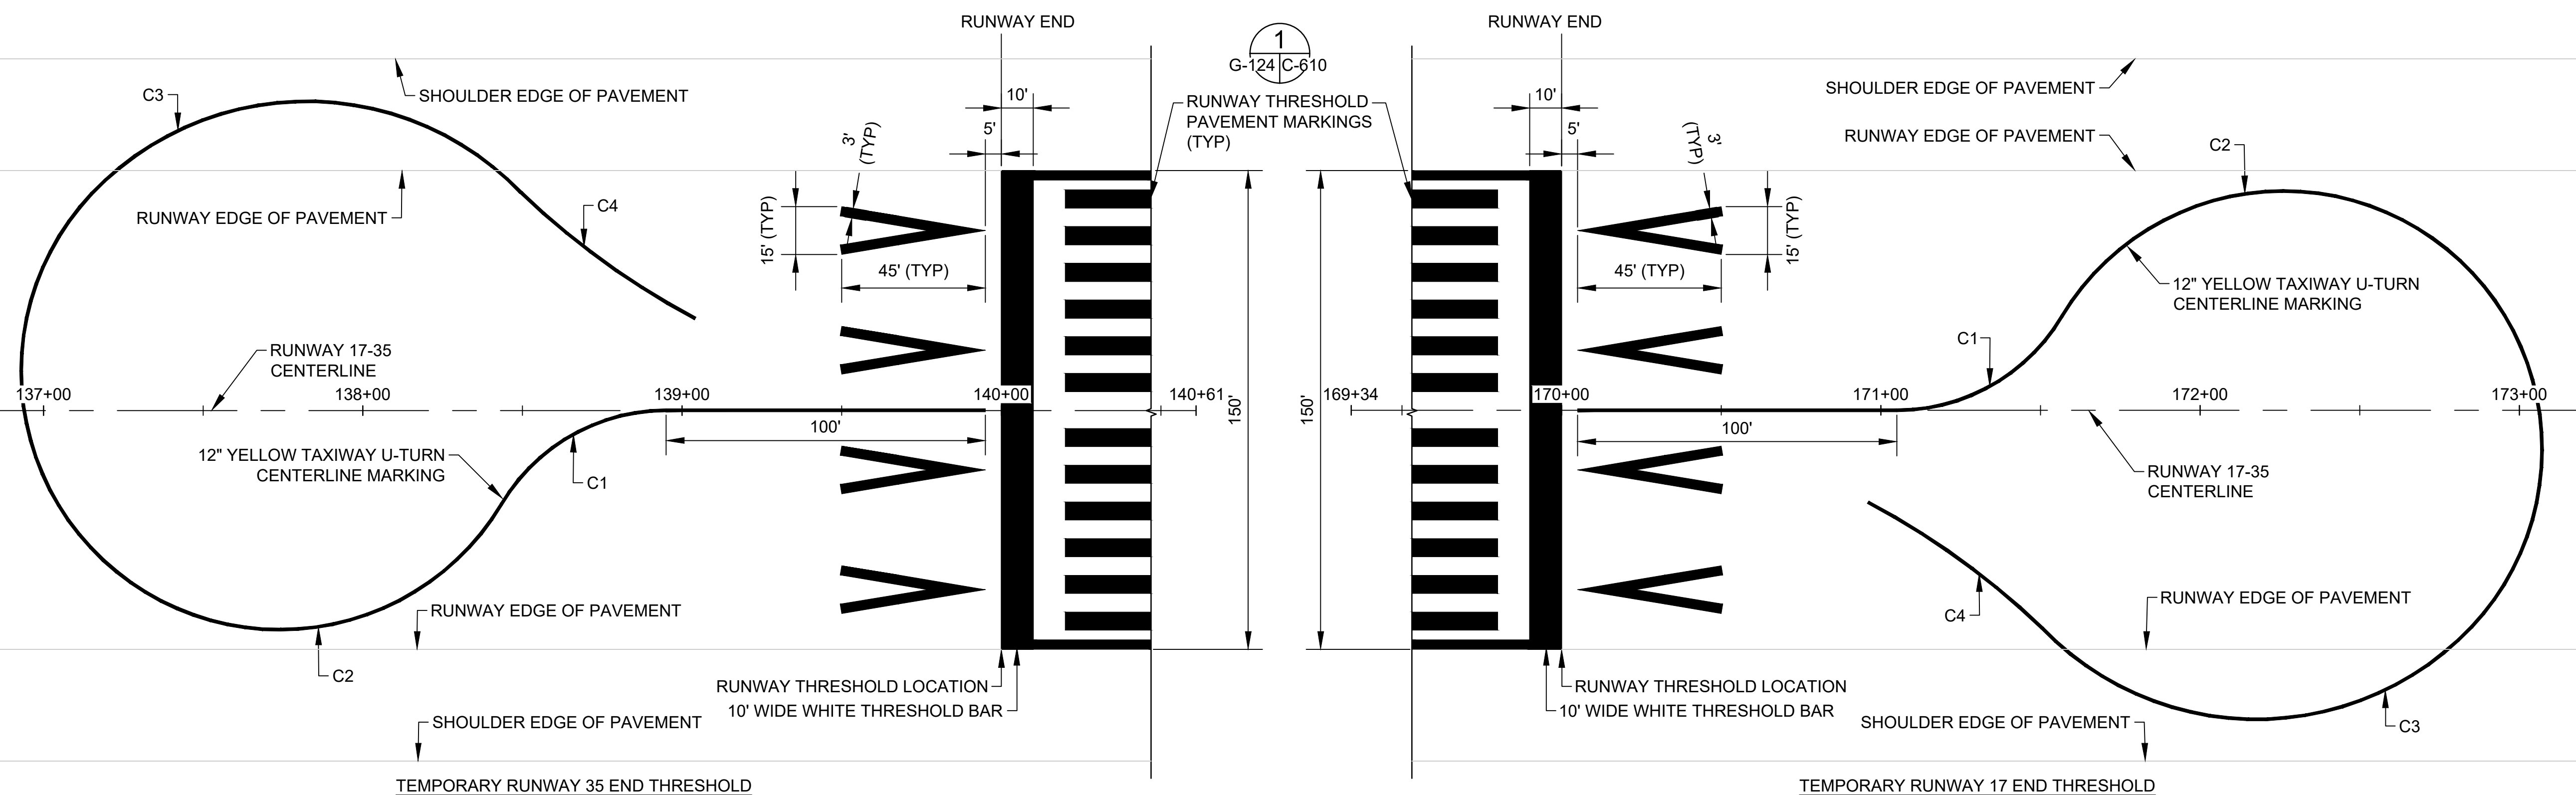 RUNWAY END
1
G-124 C-610
RUNWAY END
C3
SHOULDER EDGE OF PAVEMENT
10'
5'
3'
(TYP)
RUNWAY THRESHOLD
PAVEMENT MARKINGS
(TYP)
10'
5'
3'
(TYP)
SHOULDER EDGE OF PAVEMENT
RUNWAY EDGE OF PAVEMENT
C2
RUNWAY EDGE OF PAVEMENT
C4
15' (TYP)
45' (TYP)
45' (TYP)
15' (TYP)
12" YELLOW TAXIWAY U-TURN
CENTERLINE MARKING
RUNWAY 17-35
CENTERLINE
C1
137+00
138+00
139+00
140+00
140+61
150'
150'
169+34
170+00
171+00
172+00
173+00
100'
100'
12" YELLOW TAXIWAY U-TURN
CENTERLINE MARKING
C1
RUNWAY 17-35
CENTERLINE
RUNWAY EDGE OF PAVEMENT
C2
C4
RUNWAY EDGE OF PAVEMENT
RUNWAY THRESHOLD LOCATION
10' WIDE WHITE THRESHOLD BAR
RUNWAY THRESHOLD LOCATION
10' WIDE WHITE THRESHOLD BAR
SHOULDER EDGE OF PAVEMENT
SHOULDER EDGE OF PAVEMENT
C3
TEMPORARY RUNWAY 35 END THRESHOLD
TEMPORARY RUNWAY 17 END THRESHOLD